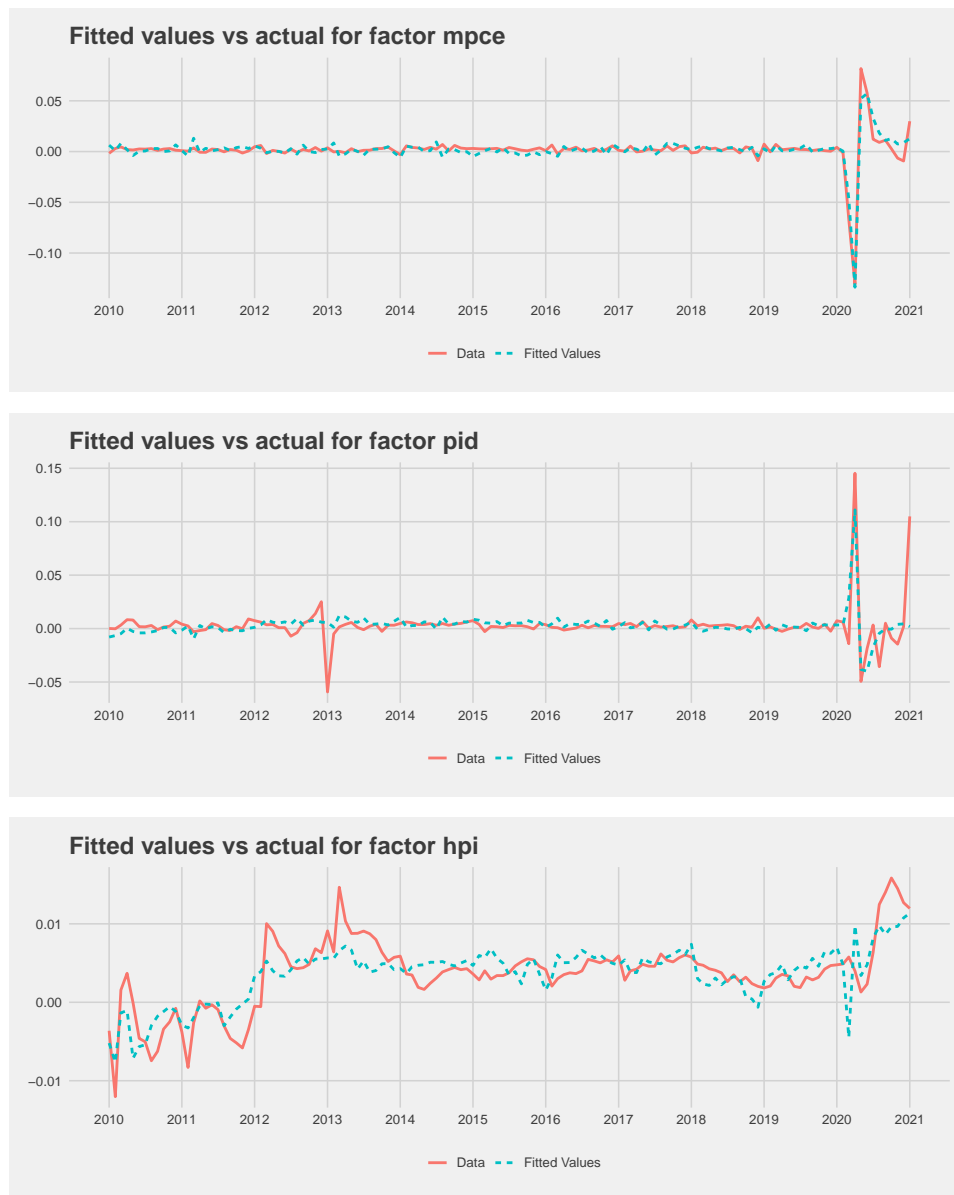 Fitted values vs actual for factor mpce
0.05
0.00
−0.05
−0.10
2010 2011 2012 2013 2014 2015 2016 2017 2018 2019 2020 2021
Data Fitted Values
Fitted values vs actual for factor pid
0.15
0.10
0.05
0.00
−0.05
2010 2011 2012 2013 2014 2015 2016 2017 2018 2019 2020 2021
Data Fitted Values
Fitted values vs actual for factor hpi
0.01
0.00
−0.01
2010 2011 2012 2013 2014 2015 2016 2017 2018 2019 2020 2021
Data Fitted Values